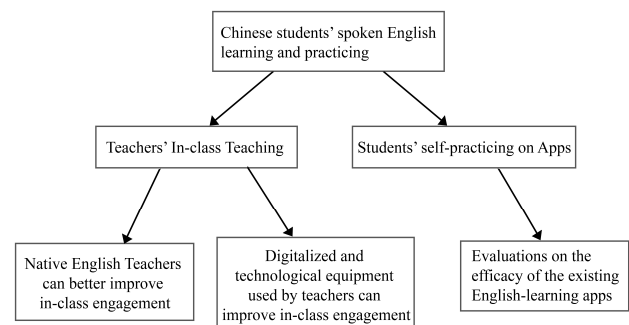 Chinese students’ spoken English
learning and practicing
Teachers’ In-class Teaching
Students’ self-practicing on Apps
Native English Teachers
can better improve
in-class engagement
Digitalized and
technological equipment
used by teachers can
improve in-class engagement
Evaluations on the
efficacy of the existing
English-learning apps